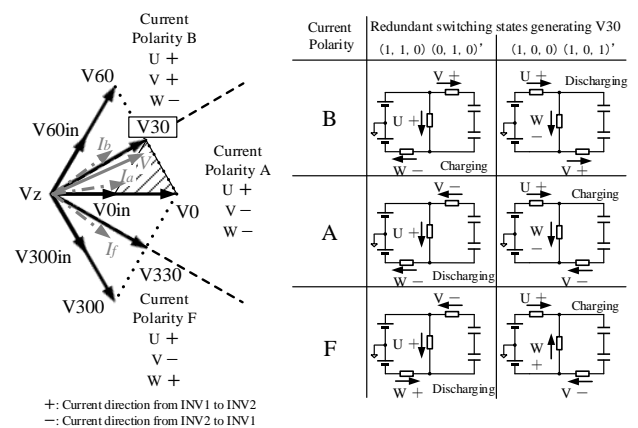 Current
Polarity B
U +
V +
W −
V60
V30
V60in
Ib
V
Ia
Vz
V0in
V0
Current
Polarity A
U +
V −
W −
V300in
If
V330
V300
Current
Polarity F
U +
V −
W +
+: Current direction from INV1 to INV2
−: Current direction from INV2 to INV1
Current
Polarity
Redundant switching states generating V30
(1, 1, 0) (0, 1, 0)’
(1, 0, 0) (1, 0, 1)’
B
V +
U +
W −
Charging
U +
Discharging
W
−
V +
A
V −
U +
W −
Discharging
U +
Charging
W
−
V −
F
V −
U +
W +
Discharging
U +
Charging
W
+
V −